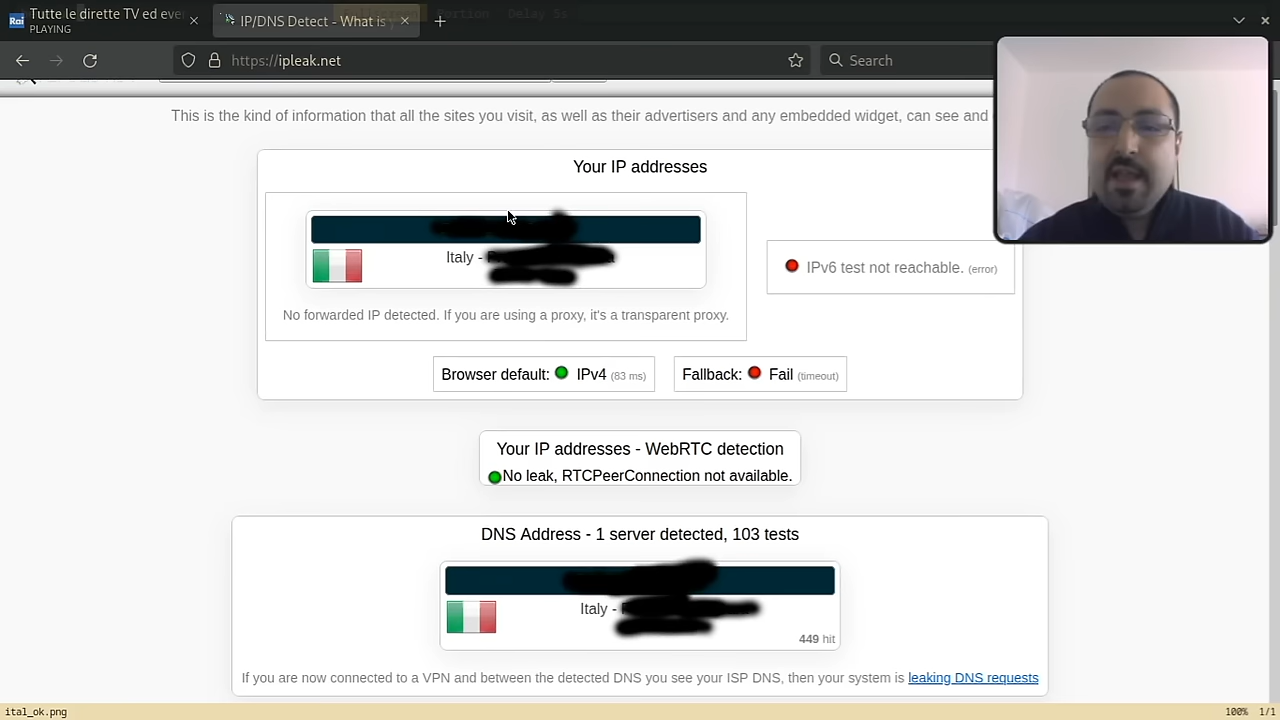 Tutte le dirette TV ed eve
PLAYING
IP/DNS Detect - What is
Portion Delay 5s
https://ipleak.net
Search
This is the kind of information that all the sites you visit, as well as their advertisers and any embedded widget, can see and
Your IP addresses
Italy -
No forwarded IP detected. If you are using a proxy, it's a transparent proxy.
IPv6 test not reachable. (error)
Browser default: IPv4 (83 ms)
Fallback: Fail (timeout)
Your IP addresses - WebRTC detection
No leak, RTCPeerConnection not available.
DNS Address - 1 server detected, 103 tests
Italy -
449 hit
If you are now connected to a VPN and between the detected DNS you see your ISP DNS, then your system is leaking DNS requests
ital_ok.png
100% 1/1